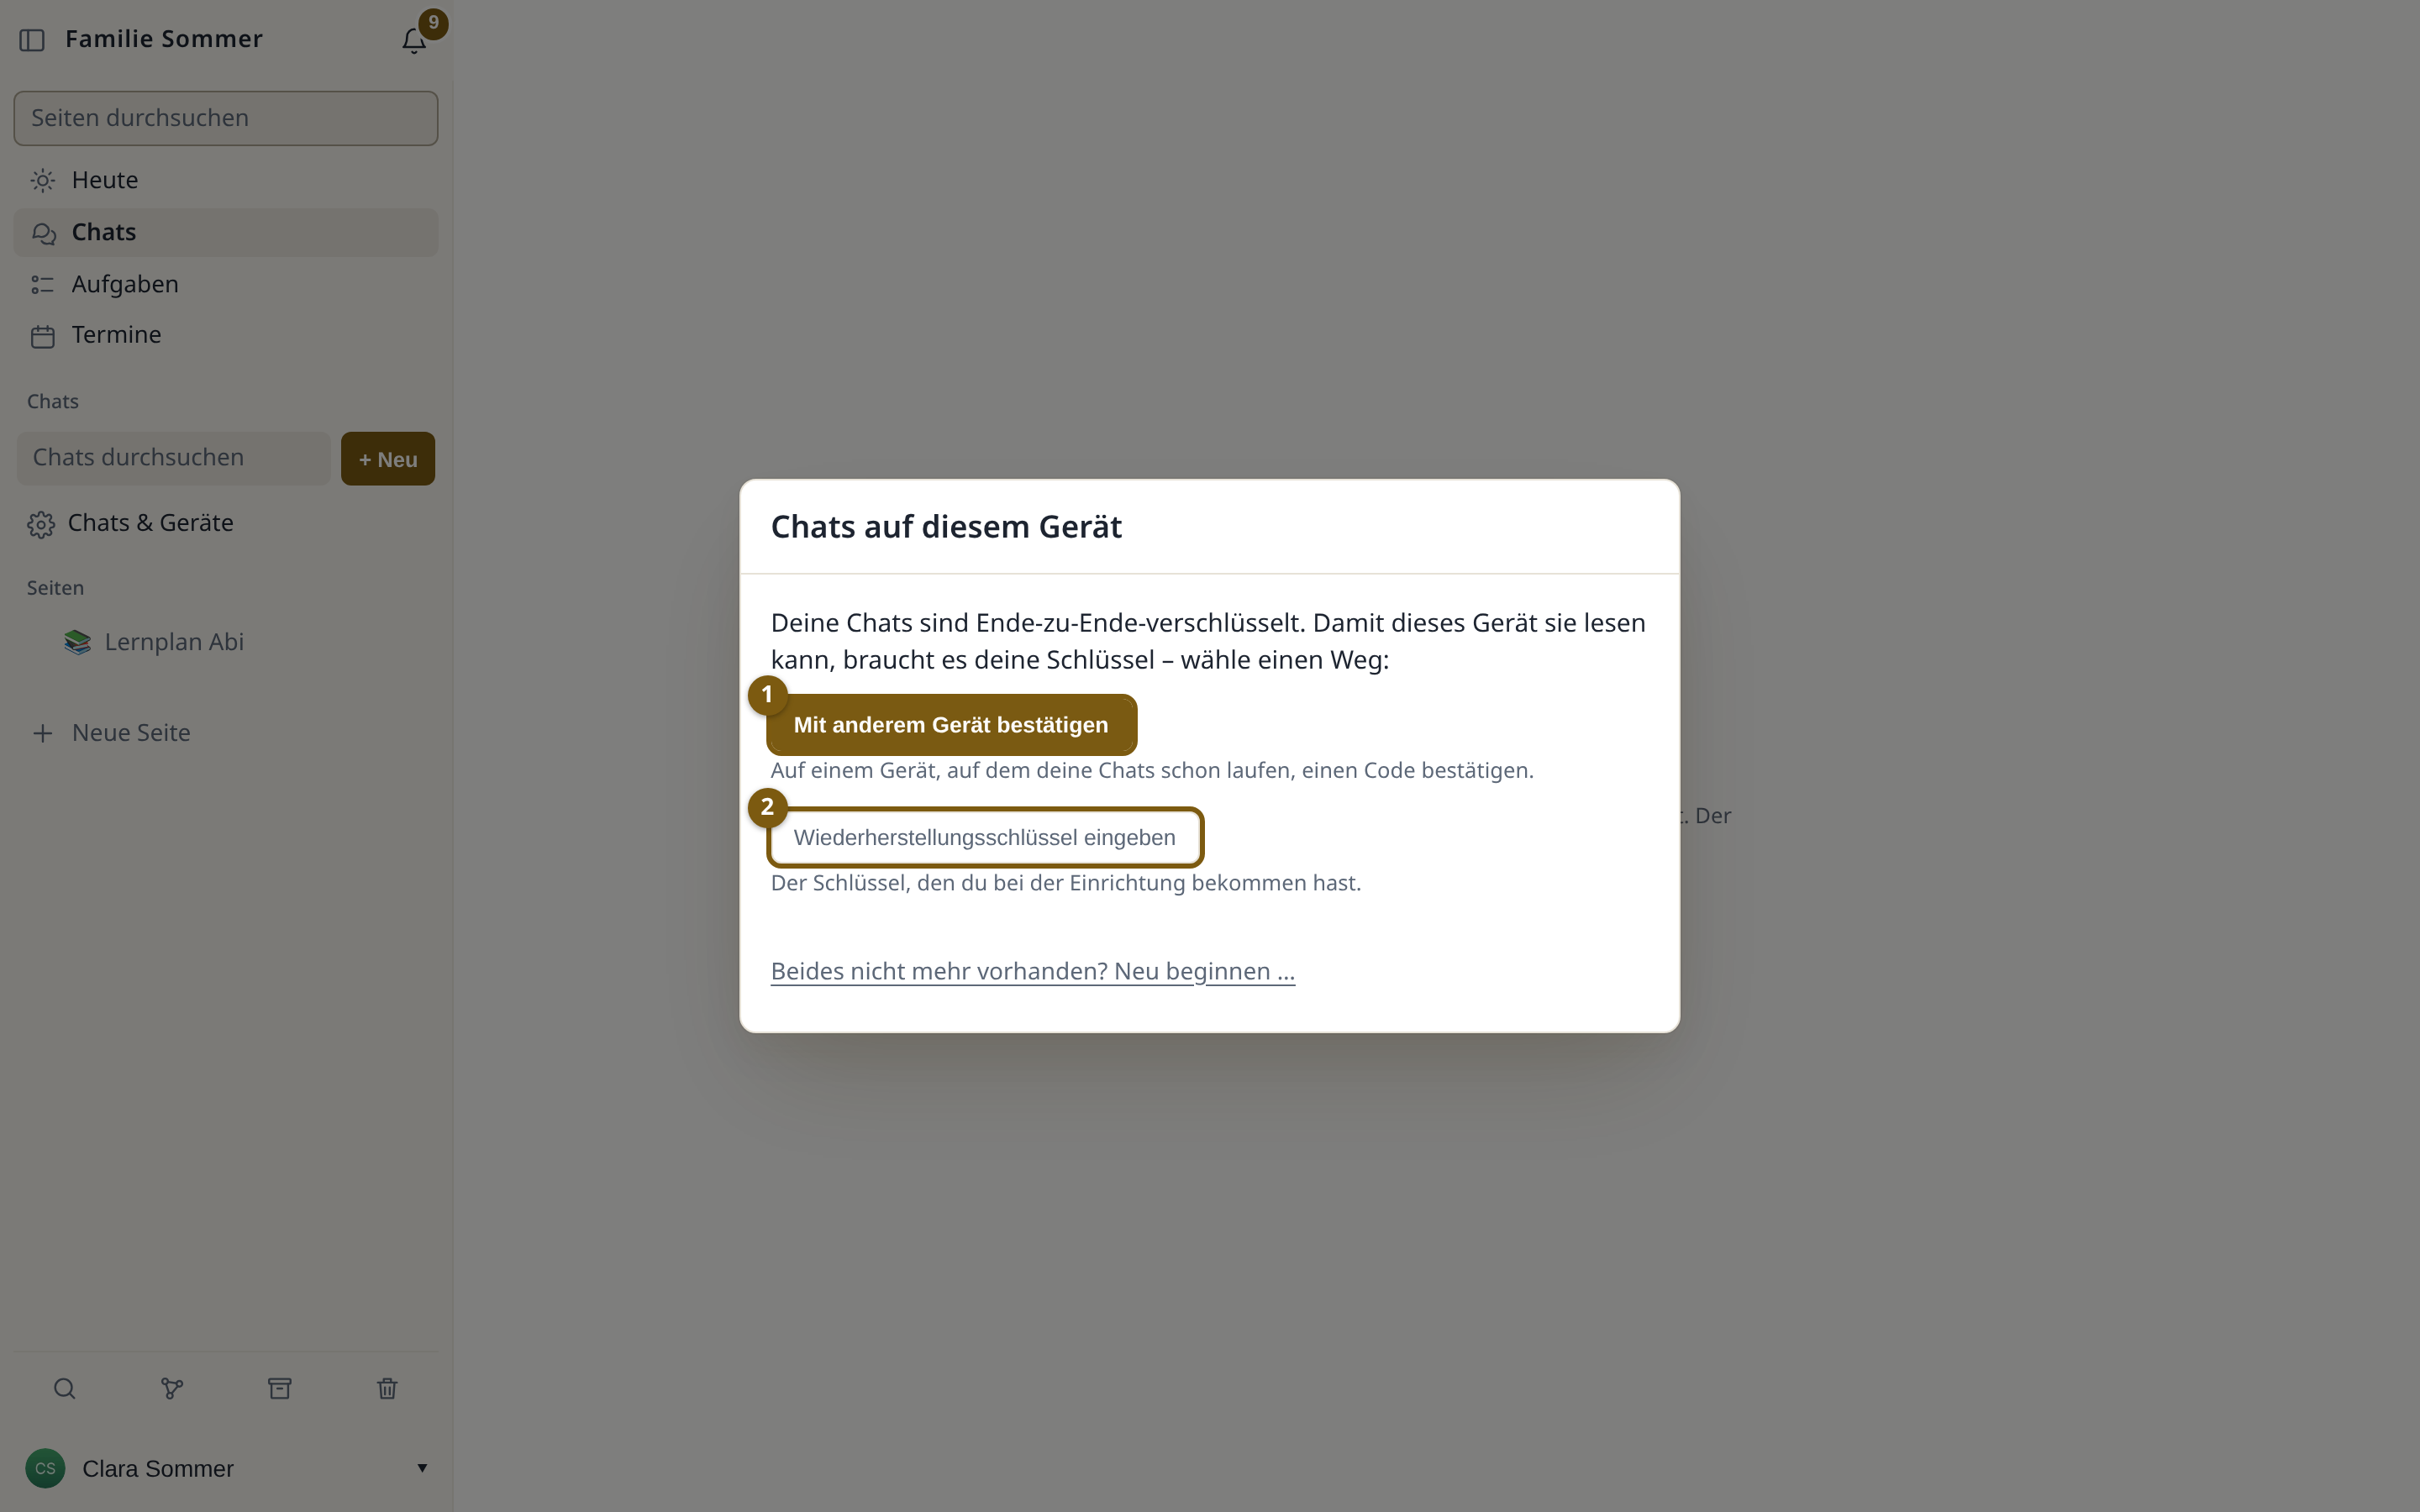 Familie Sommer
9
Seiten durchsuchen
Heute
Chats
Aufgaben
Termine
Chats
Chats durchsuchen
+ Neu
Chats & Geräte
Seiten
Lernplan Abi
Neue Seite
CS
Clara Sommer
Chats auf diesem Gerät
Deine Chats sind Ende-zu-Ende-verschlüsselt. Damit dieses Gerät sie lesen
kann, braucht es deine Schlüssel – wähle einen Weg:
1
Mit anderem Gerät bestätigen
Auf einem Gerät, auf dem deine Chats schon laufen, einen Code bestätigen.
2
Wiederherstellungsschlüssel eingeben
Der Schlüssel, den du bei der Einrichtung bekommen hast.
Beides nicht mehr vorhanden? Neu beginnen ...
. Der